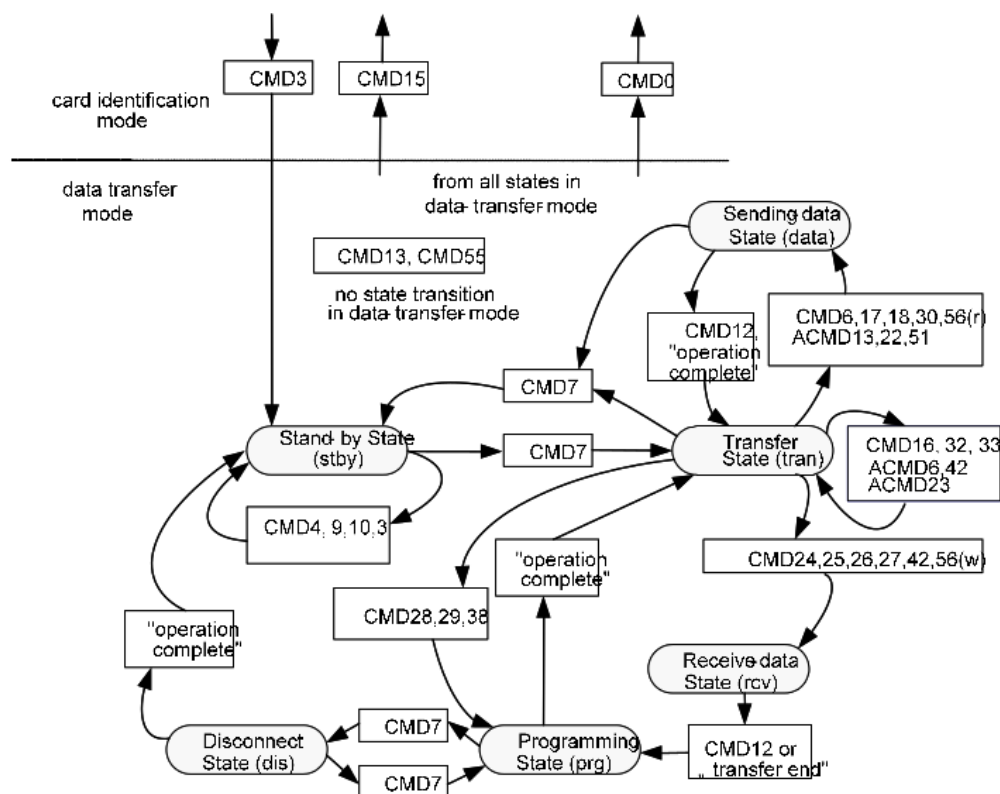 CMD3
CMD15
CMD0
card identification
mode
data transfer
mode
from all states in
data-transfer-mode
Sending-data
State (data)
CMD13, CMD55
no state transition
in data-transfer mode
CMD6,17,18,30,56(r)
ACMD13,22,51
CMD12,
"operation
complete"
CMD7
Stand-by State
(stby)
CMD7
Transfer
State (tran)
CMD16, 32, 33
ACMD6,42
ACMD23
CMD4, 9,10,3
"operation
complete"
CMD24,25,26,27,42,56(w)
CMD28,29,38
"operation
complete"
Receive-data
State (rcv)
CMD7
Disconnect
State (dis)
Programming
State (prg)
CMD12 or
„ transfer end"
CMD7